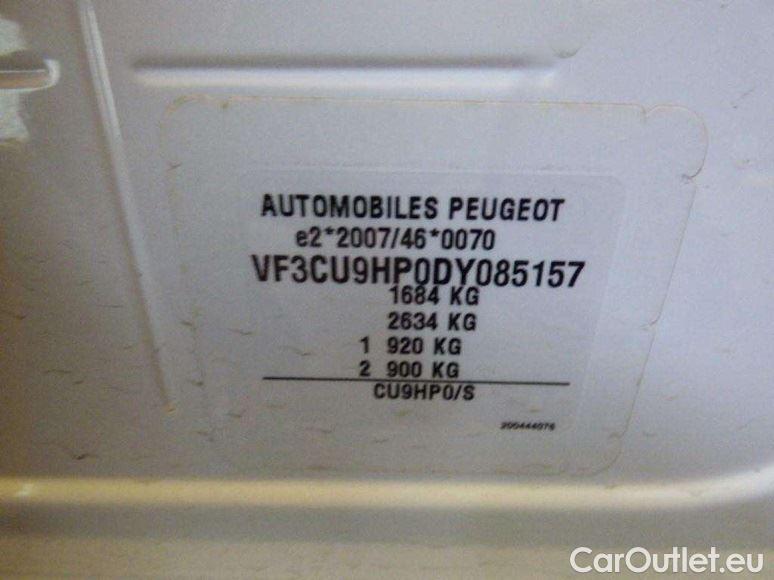 AUTOMOBILES PEUGEOT
e2*2007/46*0070
VF3CU9HP0DY085157
1684 KG
2634 KG
1 920 KG
2 900 KG
CU9HP0/S
200444076
CarOutlet.eu